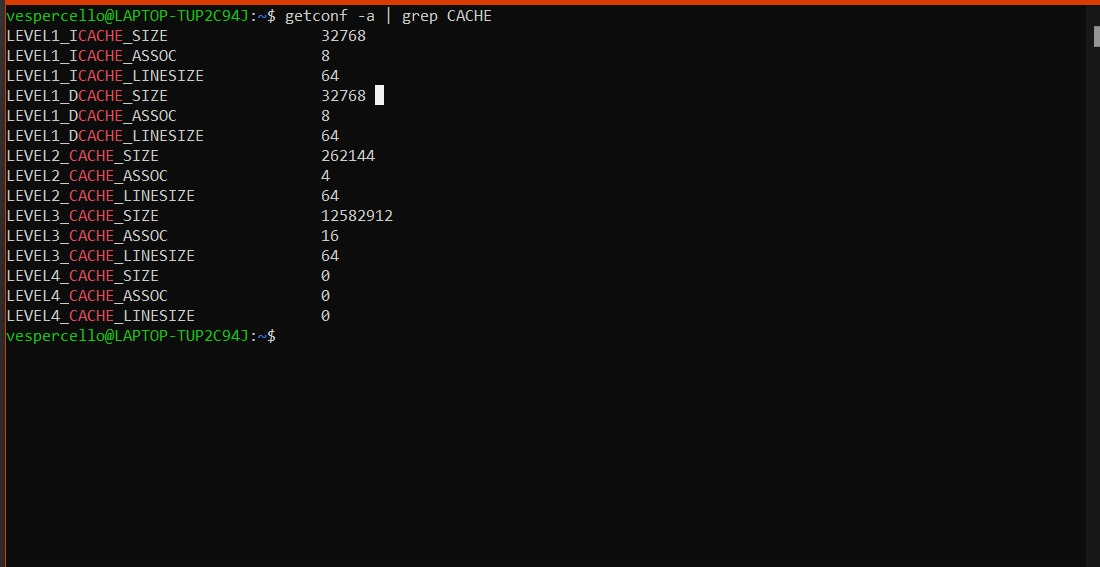 vespercello@LAPTOP-TUP2C94J:~$ getconf -a | grep CACHE
LEVEL1_ICACHE_SIZE                 32768
LEVEL1_ICACHE_ASSOC                8
LEVEL1_ICACHE_LINESIZE             64
LEVEL1_DCACHE_SIZE                 32768
LEVEL1_DCACHE_ASSOC                8
LEVEL1_DCACHE_LINESIZE             64
LEVEL2_CACHE_SIZE                  262144
LEVEL2_CACHE_ASSOC                 4
LEVEL2_CACHE_LINESIZE              64
LEVEL3_CACHE_SIZE                  12582912
LEVEL3_CACHE_ASSOC                 16
LEVEL3_CACHE_LINESIZE              64
LEVEL4_CACHE_SIZE                  0
LEVEL4_CACHE_ASSOC                 0
LEVEL4_CACHE_LINESIZE              0
vespercello@LAPTOP-TUP2C94J:~$